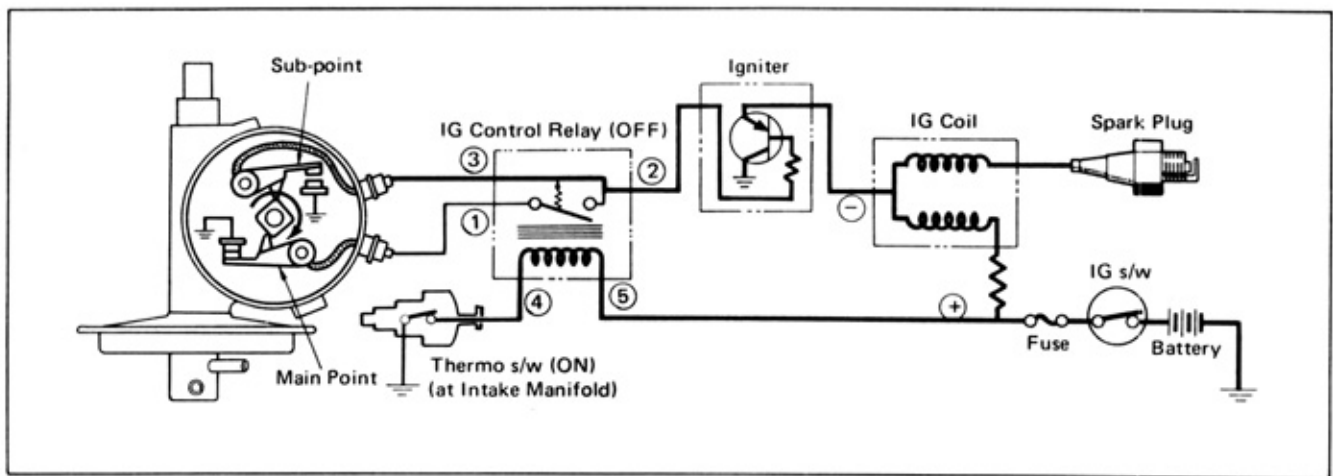 Sub-point
Igniter
IG Control Relay (OFF)
IG Coil
Spark Plug
③
②
①
−
IG s/w
④
⑤
+
Thermo s/w (ON)
(at Intake Manifold)
Fuse
Battery
Main Point